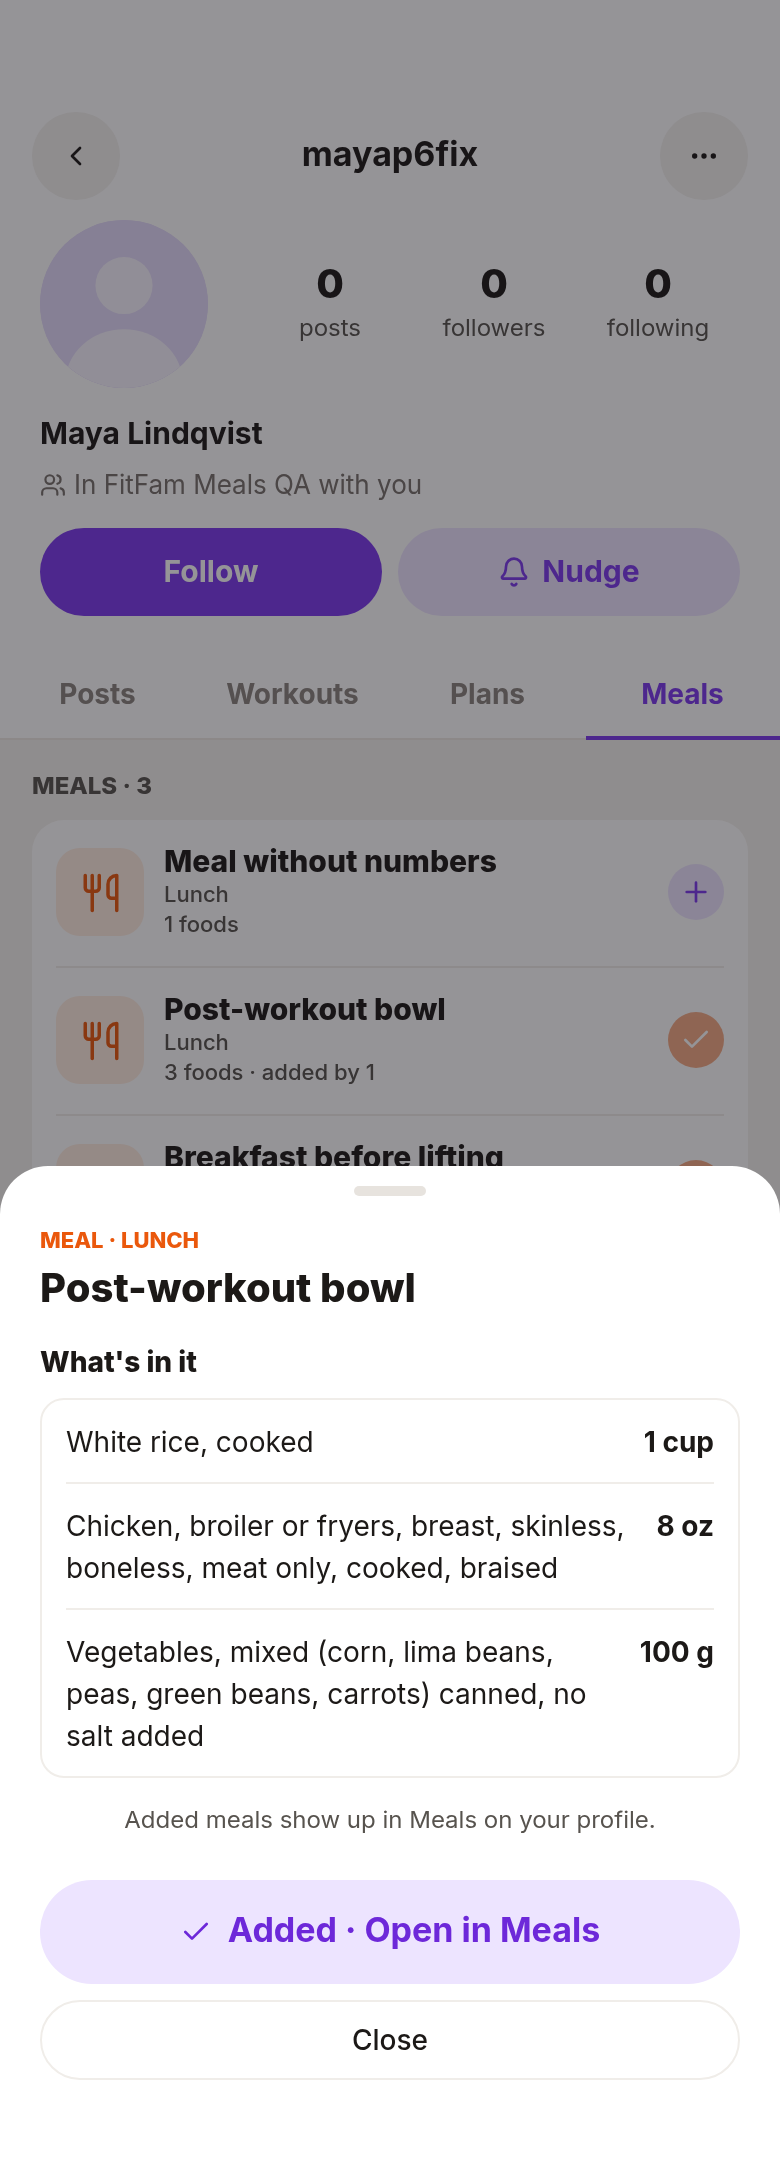 mayap6fix
0 0 0
posts followers following
Maya Lindqvist
In FitFam Meals QA with you
Follow Nudge
Posts Workouts Plans Meals
MEALS · 3
Meal without numbers
Lunch
1 foods
Post-workout bowl
Lunch
3 foods · added by 1
Breakfast before lifting
MEAL · LUNCH
Post-workout bowl
What's in it
White rice, cooked 1 cup
Chicken, broiler or fryers, breast, skinless, 8 oz
boneless, meat only, cooked, braised
Vegetables, mixed (corn, lima beans, 100 g
peas, green beans, carrots) canned, no
salt added
Added meals show up in Meals on your profile.
Added · Open in Meals
Close